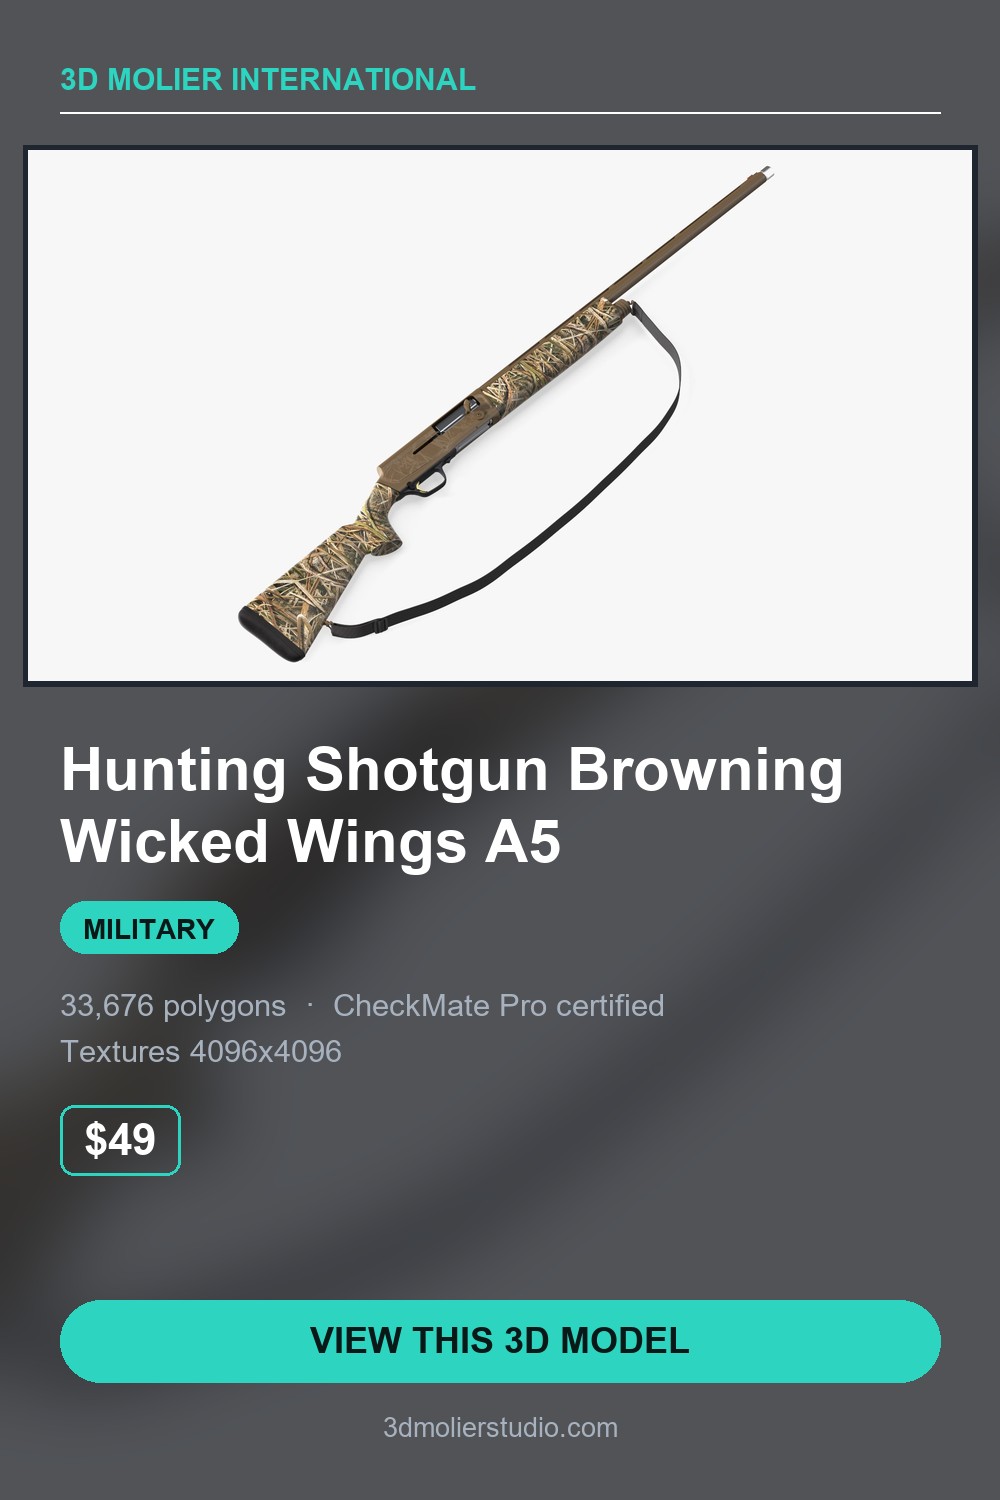 3D MOLIER INTERNATIONAL
Hunting Shotgun Browning
Wicked Wings A5
MILITARY
33,676 polygons · CheckMate Pro certified
Textures 4096x4096
$49
VIEW THIS 3D MODEL
3dmolierstudio.com